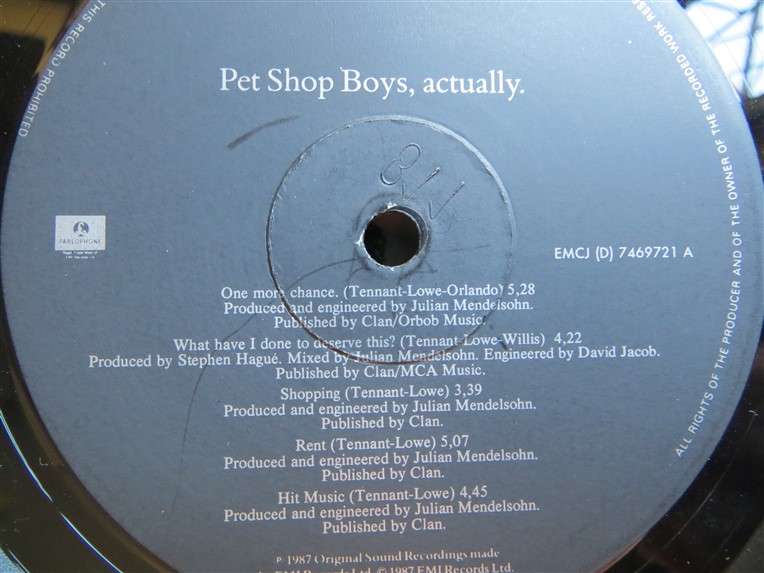 THIS RECORD PROHIBITED
ALL RIGHTS OF THE PRODUCER AND OF THE OWNER OF THE RECORDED WORK
Pet Shop Boys, actually.
PARLOPHONE
EMCJ (D) 7469721 A
One more chance. (Tennant-Lowe-Orlando) 5,28
Produced and engineered by Julian Mendelsohn.
Published by Clan/Orbob Music.
What have I done to deserve this? (Tennant-Lowe-Willis) 4,22
Produced by Stephen Hagué. Mixed by Julian Mendelsohn. Engineered by David Jacob.
Published by Clan/MCA Music.
Shopping (Tennant-Lowe) 3,39
Produced and engineered by Julian Mendelsohn.
Published by Clan.
Rent (Tennant-Lowe) 5,07
Produced and engineered by Julian Mendelsohn.
Published by Clan.
Hit Music (Tennant-Lowe) 4,45
Produced and engineered by Julian Mendelsohn.
Published by Clan.
℗ 1987 Original Sound Recordings made
EMI Records Ltd. © 1987 EMI Records Ltd.